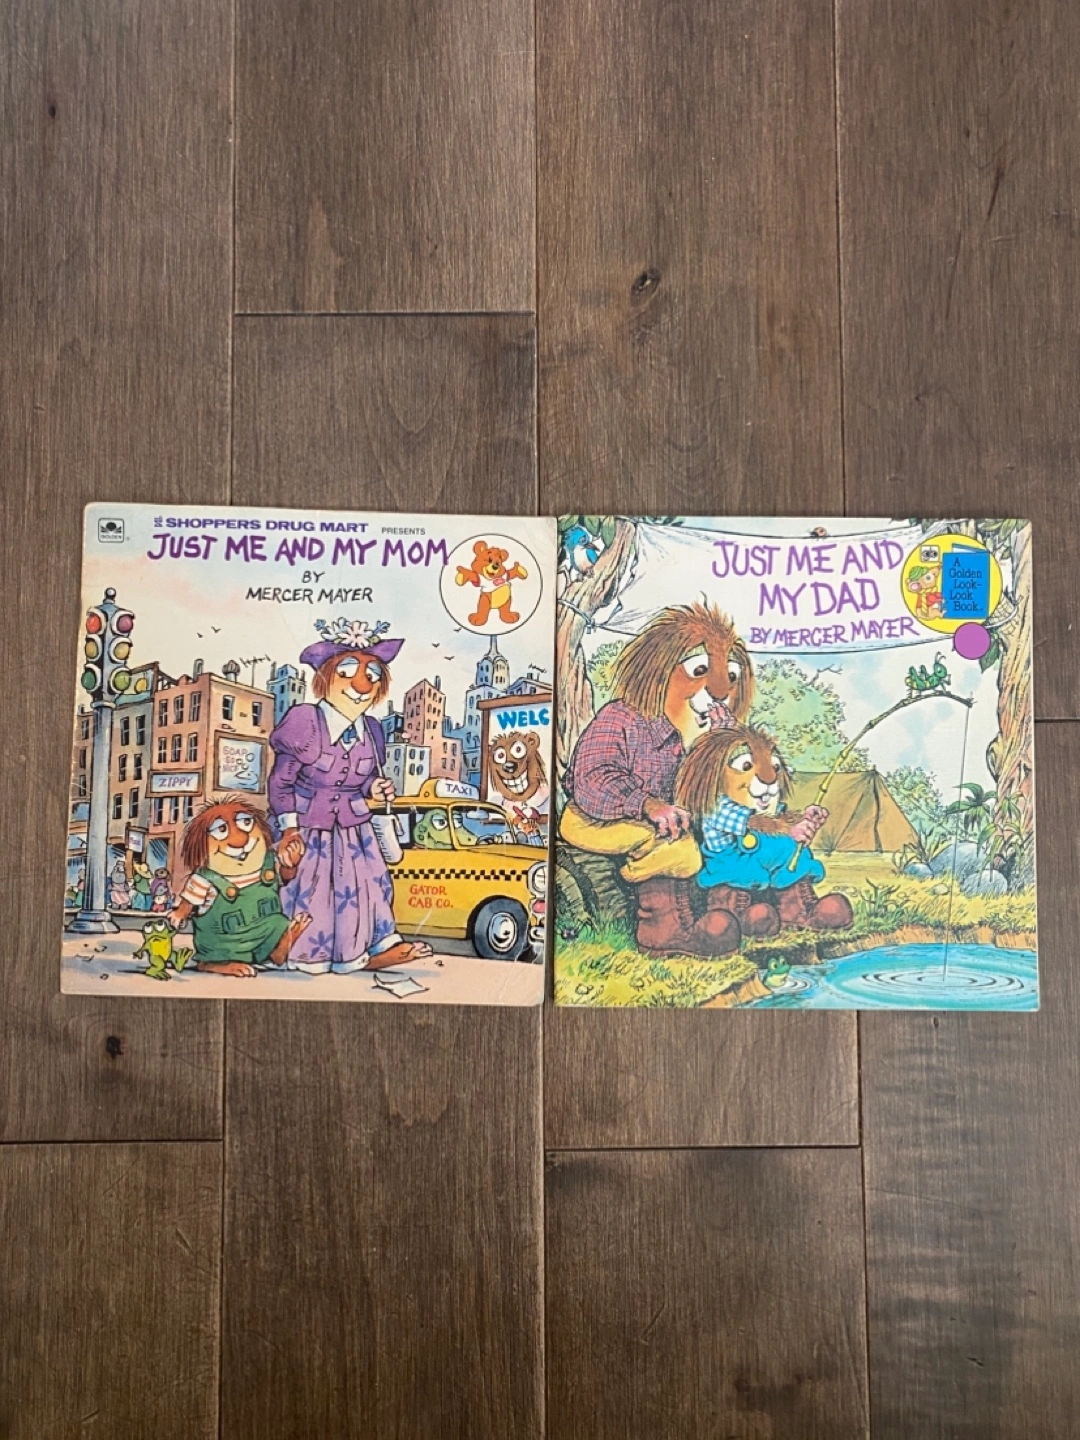 GOLDEN
SHOPPERS DRUG MART PRESENTS
JUST ME AND MY MOM
BY
MERCER MAYER
WELC
ZIPPY
TAXI
GATOR
CAB CO.
JUST ME AND
MY DAD
BY MERCER MAYER
A
Golden
Look-
Look
Book